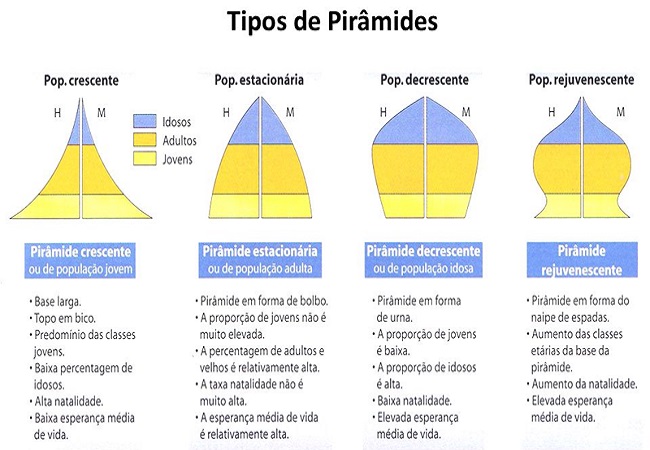 Tipos de Pirâmides
Pop. crescente
H M
Idosos
Adultos
Jovens
Pop. estacionária
H M
Pop. decrescente
H M
Pop. rejuvenescente
H M
Pirâmide crescente
ou de população jovem
• Base larga.
• Topo em bico.
• Predomínio das classes
jovens.
• Baixa percentagem de
idosos.
• Alta natalidade.
• Baixa esperança média
de vida.
Pirâmide estacionária
ou de população adulta
• Pirâmide em forma de bolbo.
• A proporção de jovens não é
muito elevada.
• A percentagem de adultos e
velhos é relativamente alta.
• A taxa natalidade não é
muito alta.
• A esperança média de vida
é relativamente alta.
Pirâmide decrescente
ou de população idosa
• Pirâmide em forma
de urna.
• A proporção de jovens
é baixa.
• A proporção de idosos
é alta.
• Baixa natalidade.
• Elevada esperança
média de vida.
Pirâmide
rejuvenescente
• Pirâmide em forma do
naipe de espadas.
• Aumento das classes
etárias da base da
pirâmide.
• Aumento da natalidade.
• Elevada esperança
média de vida.